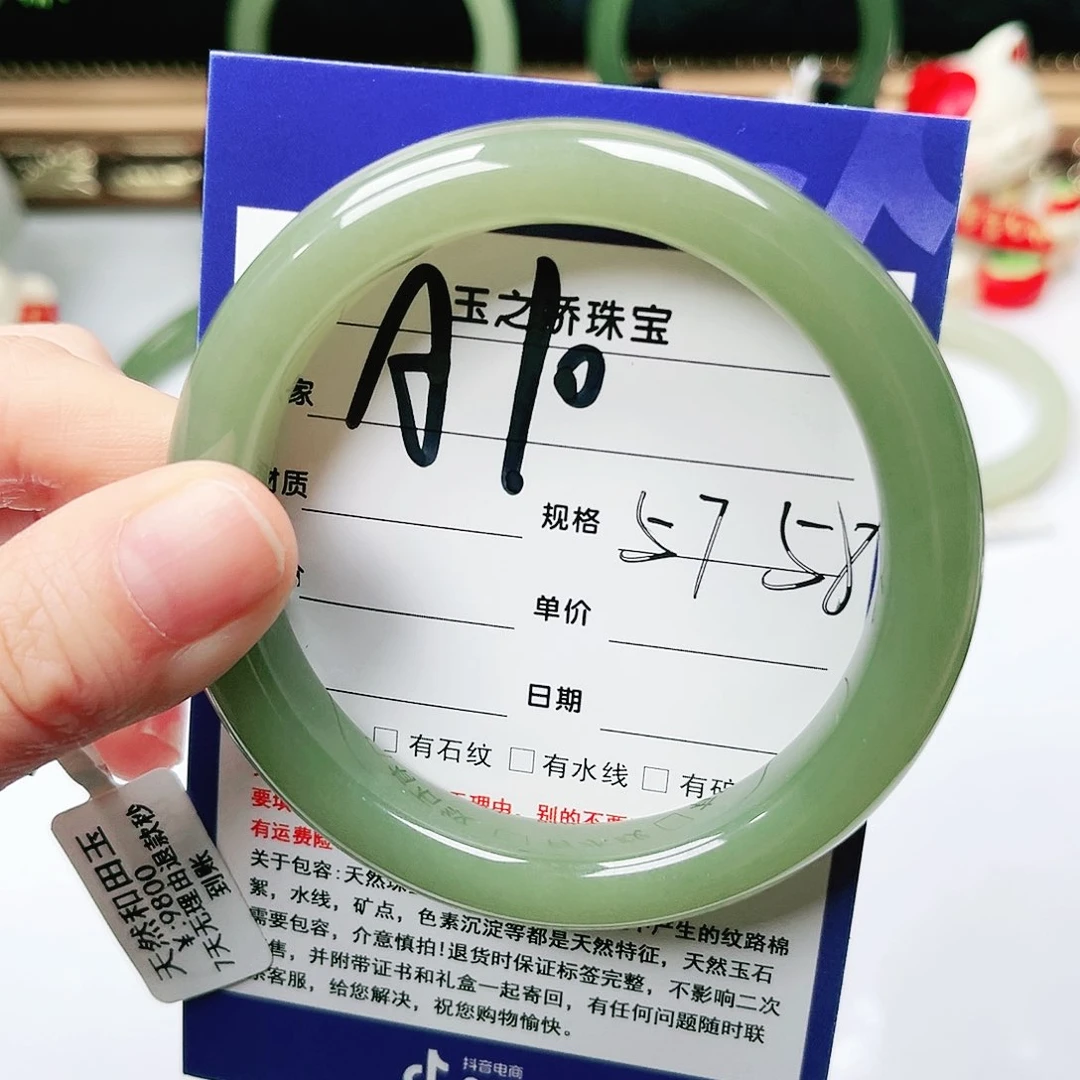 玉之娇珠宝
A10
家
材质
规格 57 58
单价
日期
□ 有石纹 □ 有水线 □ 有矿
要 无理由,别的不要
有运费险
关于包容:天然珠 产生的纹路棉
絮,水线,矿点,色素沉淀等都是天然特征,天然玉石
需要包容,介意慎拍!退货时保证标签完整,不影响二次
售,并附带证书和礼盒一起寄回,有任何问题随时联
系客服,给您解决,祝您购物愉快。
抖音电商
天然和田玉
¥:9800
7天无理由退款秒
到账